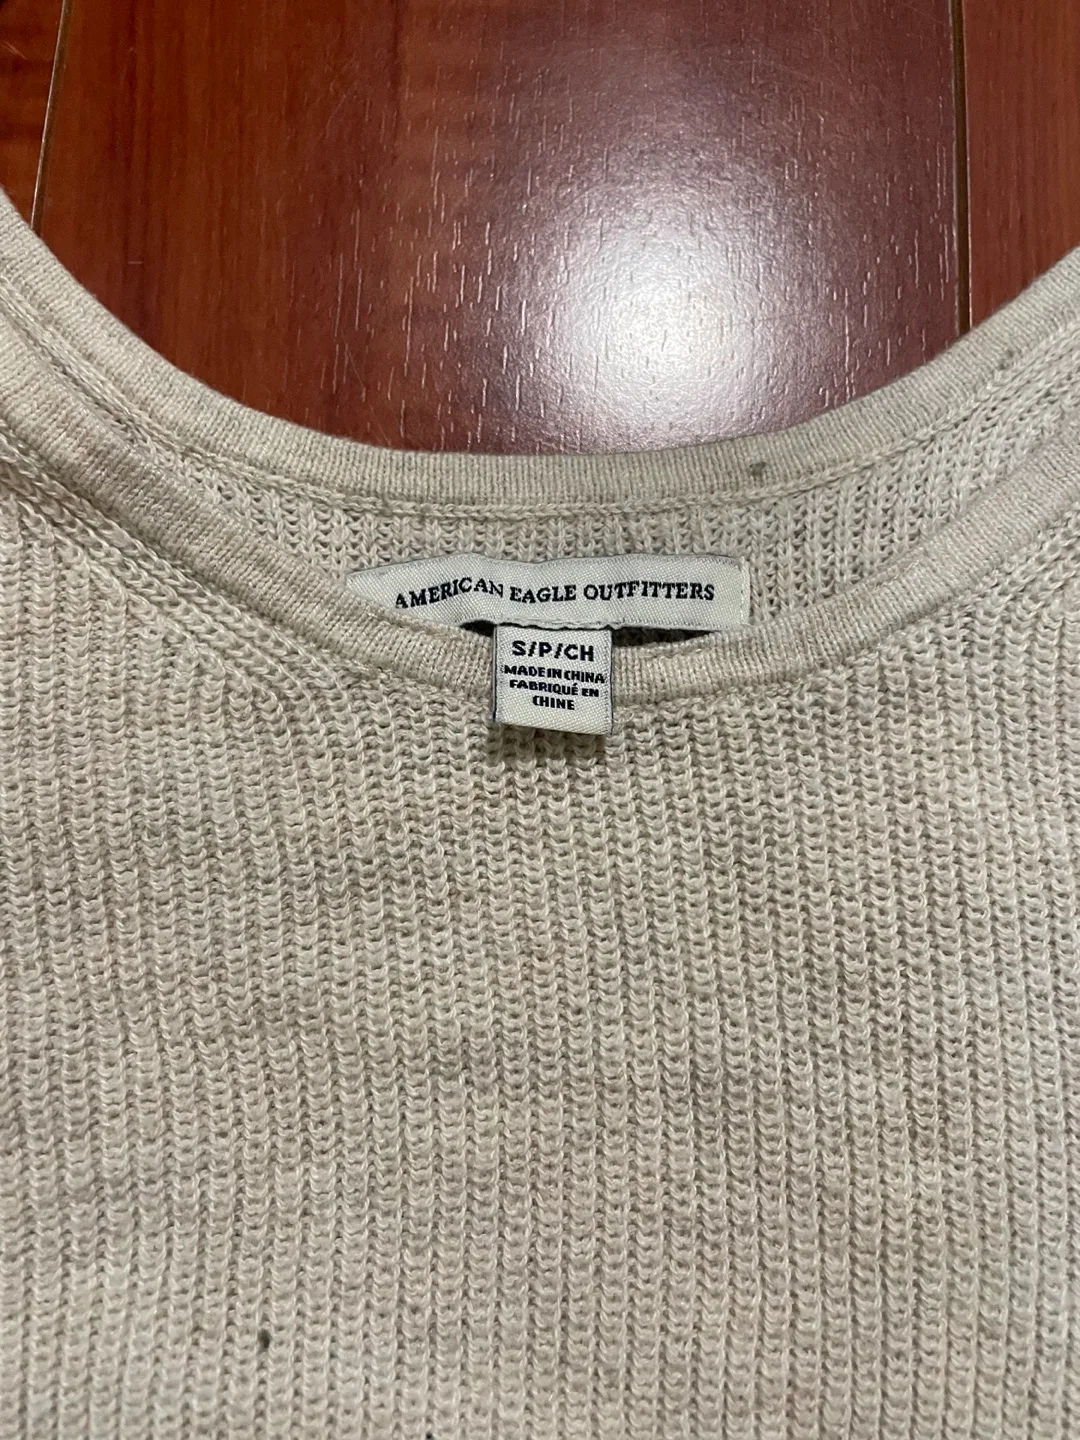 AMERICAN EAGLE OUTFITTERS
S/P/CH
MADE IN CHINA
FABRIQUÉ EN
CHINE